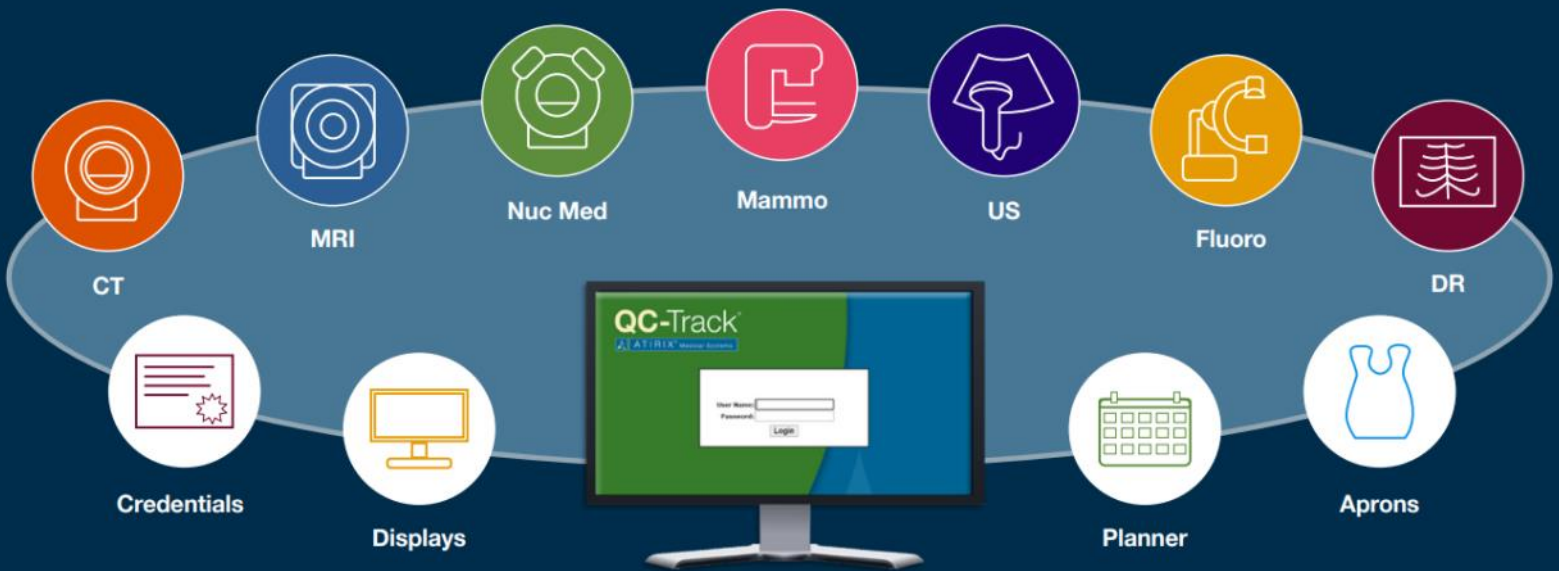 CT
MRI
Nuc Med
Mammo
US
Fluoro
DR
QC-Track
ATIRIX Medical Systems
User Name:
Password:
Login
Credentials
Displays
Planner
Aprons